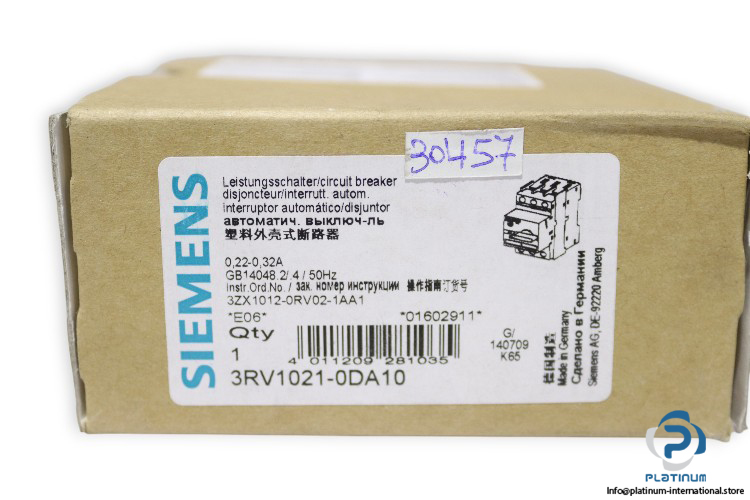 30457
SIEMENS
Leistungsschalter/circuit breaker
disjoncteur/interrutt. autom.
Interruptor automático/disjuntor
автоматич. выключ-ль
塑料外壳式断路器
0,22-0,32A
GB14048.2/.4 / 50Hz
Instr.Ord.No. / зак. номер инструкции 操作指南订货号
3ZX1012-0RV02-1AA1
*E06* *01602911*
Qty
1
4 011209 281035
3RV1021-0DA10
G/
140709
K65
德国制造
Made in Germany
Сделано в Германии
Siemens AG, DE-92220 Amberg
PLATINUM
Info@platinum-international.store